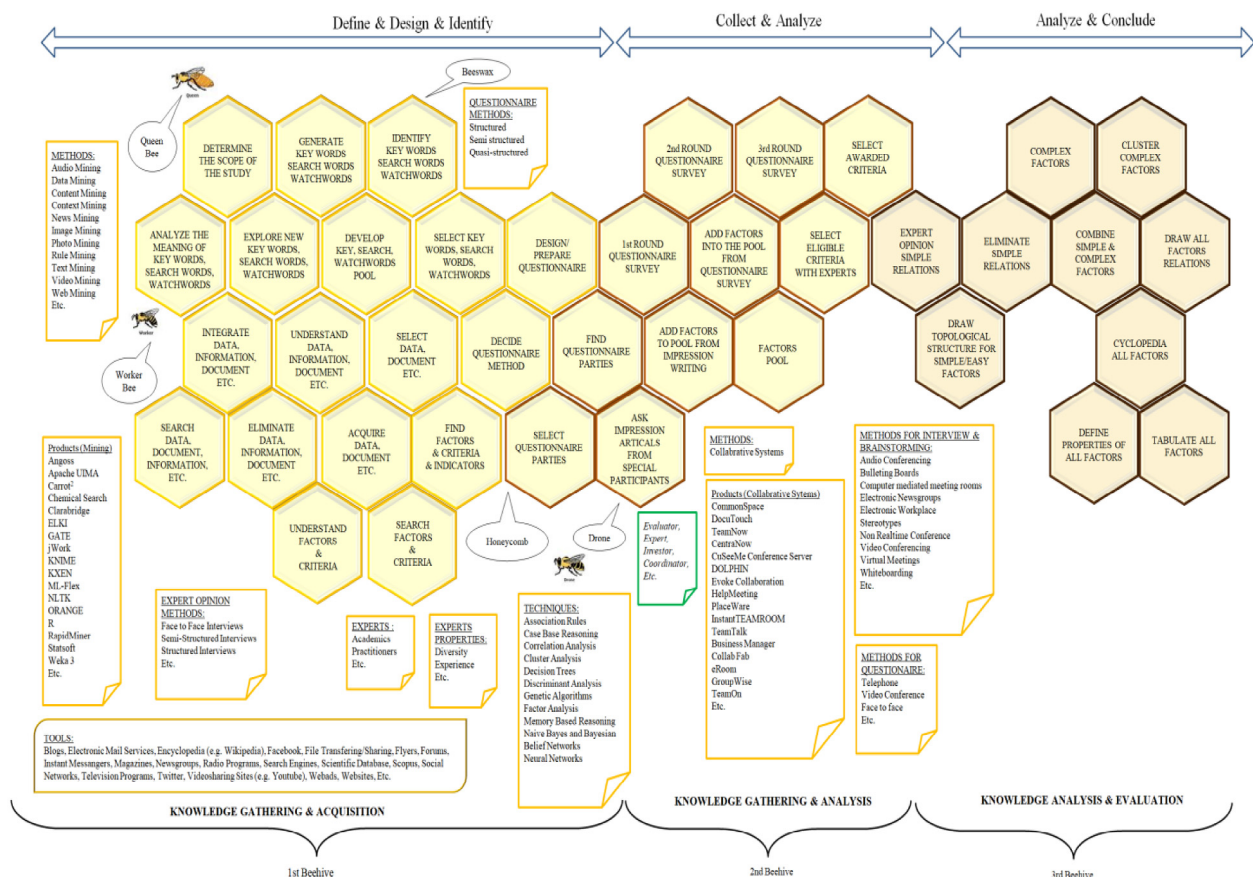 Define & Design & Identify
Collect & Analyze
Analyze & Conclude
Queen
Queen
Bee
Beeswax
METHODS:
Audio Mining
Data Mining
Content Mining
Context Mining
News Mining
Image Mining
Photo Mining
Rule Mining
Text Mining
Video Mining
Web Mining
Etc.
DETERMINE
THE SCOPE OF
THE STUDY
GENERATE
KEY WORDS
SEARCH WORDS
WATCHWORDS
IDENTIFY
KEY WORDS
SEARCH WORDS
WATCHWORDS
QUESTIONNAIRE
METHODS:
Structured
Semi structured
Quasi-structured
2nd ROUND
QUESTIONNAIRE
SURVEY
3rd ROUND
QUESTIONNAIRE
SURVEY
SELECT
AWARDED
CRITERIA
COMPLEX
FACTORS
CLUSTER
COMPLEX
FACTORS
ANALYZE THE
MEANING OF
KEY WORDS,
SEARCH WORDS,
WATCHWORDS
EXPLORE NEW
KEY WORDS,
SEARCH WORDS,
WATCHWORDS
DEVELOP
KEY, SEARCH,
WATCHWORDS
POOL
SELECT KEY
WORDS, SEARCH
WORDS,
WATCHWORDS
DESIGN/
PREPARE
QUESTIONNAIRE
1st ROUND
QUESTIONNAIRE
SURVEY
ADD FACTORS
INTO THE POOL
FROM
QUESTIONNAIRE
SURVEY
SELECT
ELIGIBLE
CRITERIA
WITH EXPERTS
EXPERT
OPINION
SIMPLE
RELATIONS
ELIMINATE
SIMPLE
RELATIONS
COMBINE
SIMPLE &
COMPLEX
FACTORS
DRAW ALL
FACTORS
RELATIONS
Worker
Worker
Bee
INTEGRATE
DATA,
INFORMATION,
DOCUMENT
ETC.
UNDERSTAND
DATA,
INFORMATION,
DOCUMENT
ETC.
SELECT
DATA,
DOCUMENT
ETC.
DECIDE
QUESTIONNAIRE
METHOD
FIND
QUESTIONNAIRE
PARTIES
ADD FACTORS
TO POOL FROM
IMPRESSION
WRITING
FACTORS
POOL
DRAW
TOPOLOGICAL
STRUCTURE FOR
SIMPLE/EASY
FACTORS
CYCLOPEDIA
ALL FACTORS
SEARCH
DATA,
DOCUMENT,
INFORMATION,
ETC.
ELIMINATE
DATA,
INFORMATION,
DOCUMENT
ETC.
ACQUIRE
DATA,
DOCUMENT
ETC.
FIND
FACTORS
& CRITERIA
& INDICATORS
SELECT
QUESTIONNAIRE
PARTIES
ASK
IMPRESSION
ARTICALS
FROM
SPECIAL
PARTICIPANTS
DEFINE
PROPERTIES OF
ALL FACTORS
TABULATE ALL
FACTORS
UNDERSTAND
FACTORS
&
CRITERIA
SEARCH
FACTORS
&
CRITERIA
Honeycomb
Drone
Drone
Products (Mining)
Angoss
Apache UIMA
Carrot²
Chemical Search
Clarabridge
ELKI
GATE
jWork
KNIME
KXEN
ML-Flex
NLTK
ORANGE
R
RapidMiner
Statsoft
Weka 3
Etc.
EXPERT OPINION
METHODS:
Face to Face Interviews
Semi-Structured Interviews
Structured Interviews
Etc.
EXPERTS :
Academics
Practitioners
Etc.
EXPERTS
PROPERTIES:
Diversity
Experience
Etc.
TECHNIQUES:
Association Rules
Case Base Reasoning
Correlation Analysis
Cluster Analysis
Decision Trees
Discriminant Analysis
Genetic Algorithms
Factor Analysis
Memory Based Reasoning
Naive Bayes and Bayesian
Belief Networks
Neural Networks
Evaluator,
Expert,
Investor,
Coordinator,
Etc.
METHODS:
Collabrative Systems
Products (Collabrative Sytems)
CommonSpace
DocuTouch
TeamNow
CentraNow
CuSeeMe Conference Server
DOLPHIN
Evoke Collaboration
HelpMeeting
PlaceWare
InstantTEAMROOM
TeamTalk
Business Manager
Collab Fab
eRoom
GroupWise
TeamOn
Etc.
METHODS FOR INTERVIEW &
BRAINSTORMING:
Audio Conferencing
Bulleting Boards
Computer mediated meeting rooms
Electronic Newsgroups
Electronic Workplace
Stereotypes
Non Realtime Conference
Video Conferencing
Virtual Meetings
Whiteboarding
Etc.
METHODS FOR
QUESTIONAIRE:
Telephone
Video Conference
Face to face
Etc.
TOOLS:
Blogs, Electronic Mail Services, Encyclopedia (e.g. Wikipedia), Facebook, File Transfering/Sharing, Flyers, Forums,
Instant Messangers, Magazines, Newsgroups, Radio Programs, Search Engines, Scientific Database, Scopus, Social
Networks, Television Programs, Twitter, Videosharing Sites (e.g. Youtube), Webads, Websites, Etc.
KNOWLEDGE GATHERING & ACQUISITION
KNOWLEDGE GATHERING & ANALYSIS
KNOWLEDGE ANALYSIS & EVALUATION
1st Beehive
2nd Beehive
3rd Beehive